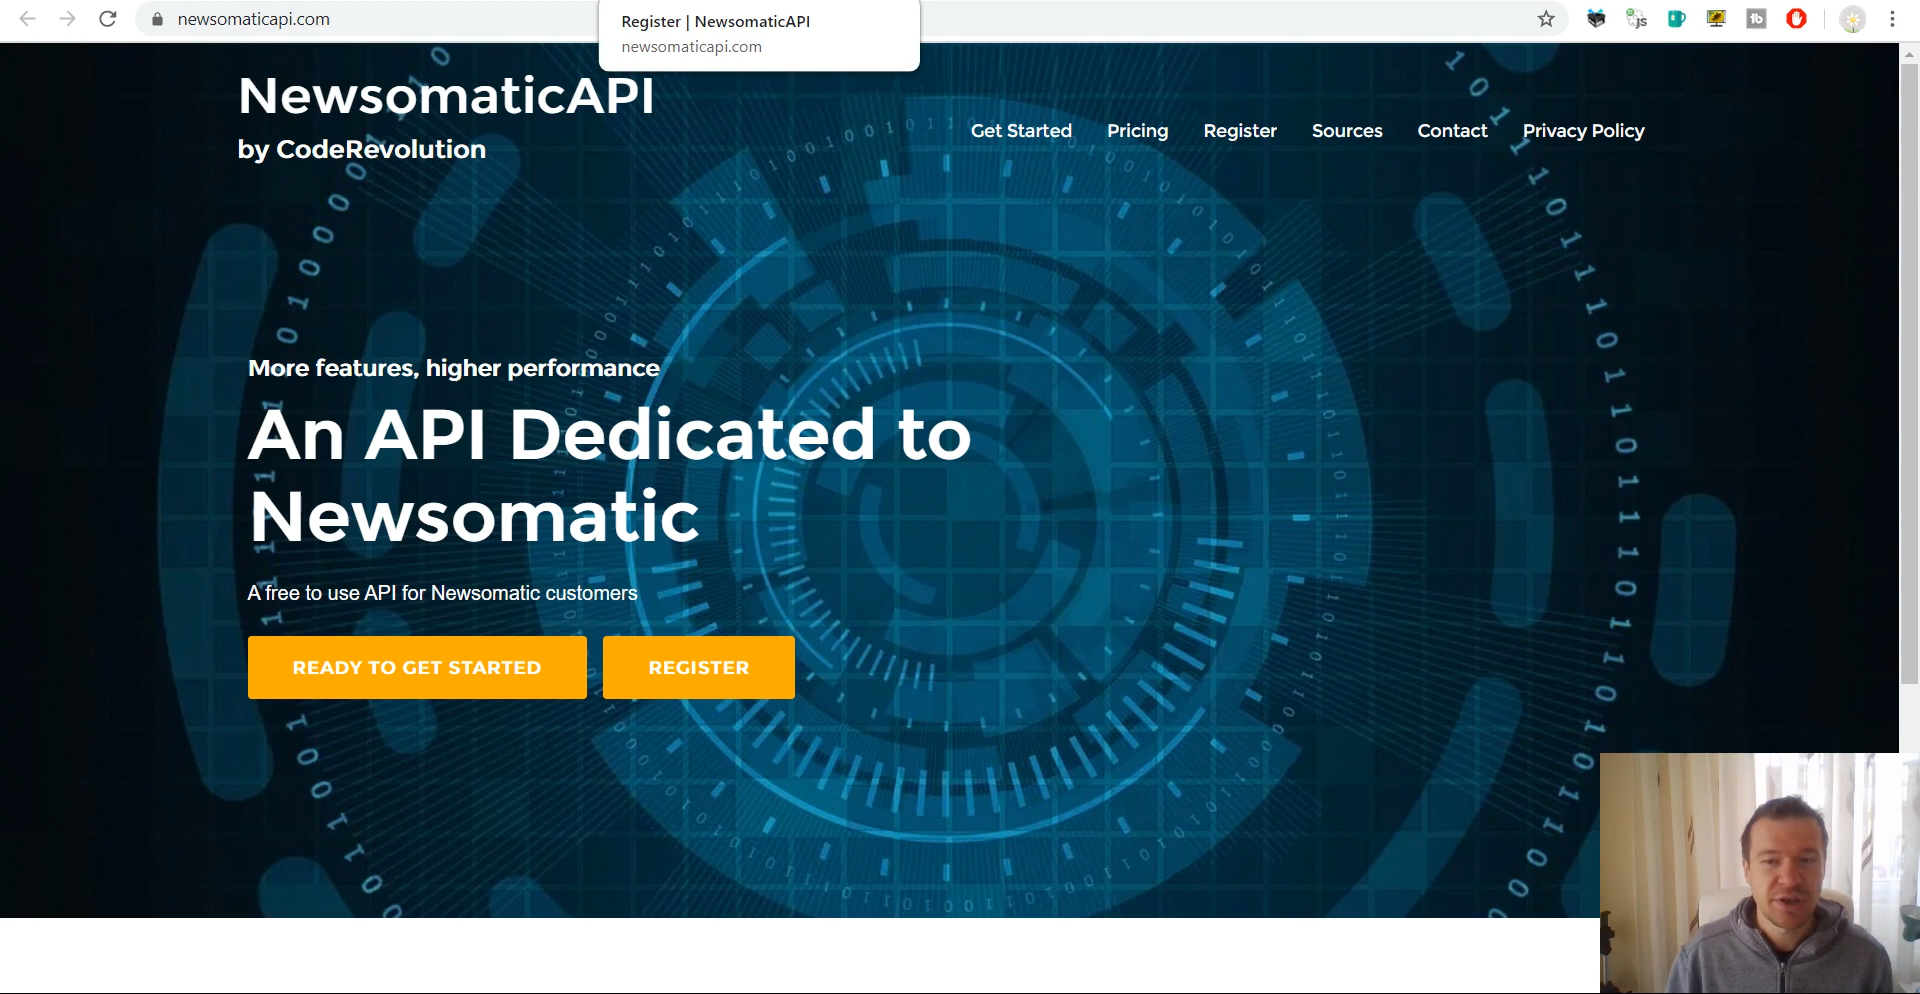 newsomaticapi.com
Register | NewsomaticAPI
newsomaticapi.com
NewsomaticAPI
by CodeRevolution
Get Started
Pricing
Register
Sources
Contact
Privacy Policy
More features, higher performance
An API Dedicated to
Newsomatic
A free to use API for Newsomatic customers
READY TO GET STARTED
REGISTER